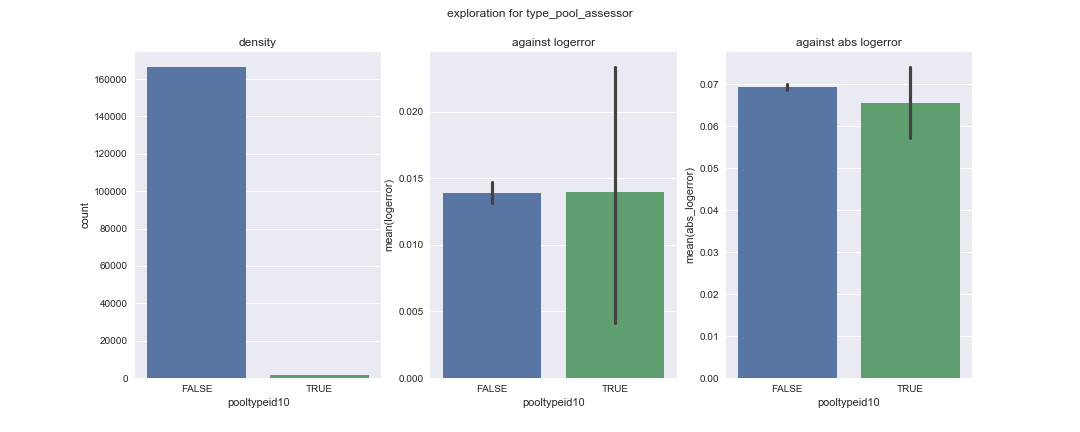 exploration for type_pool_assessor
density
160000
140000
120000
100000
80000
60000
40000
20000
0
count
FALSE
TRUE
pooltypeid10
against logerror
0.020
0.015
0.010
0.005
0.000
mean(logerror)
FALSE
TRUE
pooltypeid10
against abs logerror
0.07
0.06
0.05
0.04
0.03
0.02
0.01
0.00
mean(abs_logerror)
FALSE
TRUE
pooltypeid10